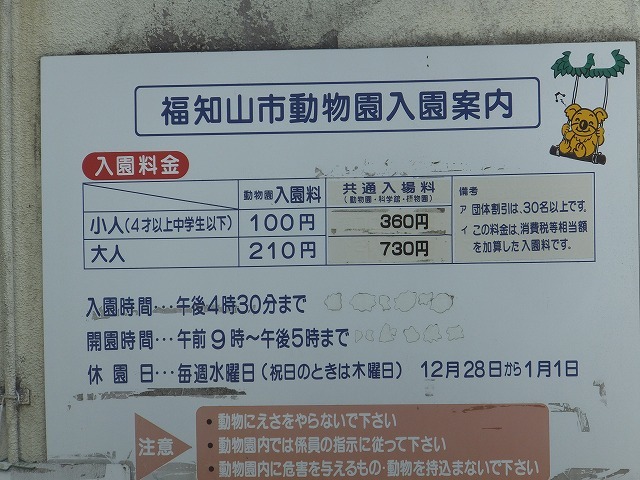 福知山市動物園入園案内
入園料金
動物園 入園料 共通入場料 備考
(動物園・科学館・植物園)
ア 団体割引は、30名以上です。
小人(4才以上中学生以下) 100円 360円
イ この料金は、消費税等相当額
を加算した入園料です。
大人 210円 730円
入園時間…午後4時30分まで
開園時間…午前9時〜午後5時まで
休園日…毎週水曜日(祝日のときは木曜日) 12月28日から1月1日
注意
・動物にえさをやらないで下さい
・動物園内では係員の指示に従って下さい
・動物園内に危害を与えるもの・動物を持込まないで下さい